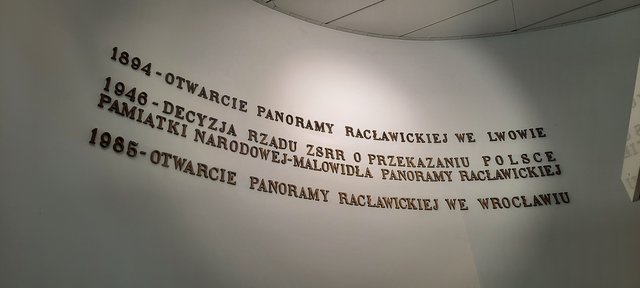 1894-OTWARCIE PANORAMY RACŁAWICKIEJ WE LWOWIE
1946-DECYZJA RZĄDU ZSRR O PRZEKAZANIU POLSCE
PAMIĄTKI NARODOWEJ-MALOWIDŁA PANORAMY RACŁAWICKIEJ
1985-OTWARCIE PANORAMY RACŁAWICKIEJ WE WROCŁAWIU